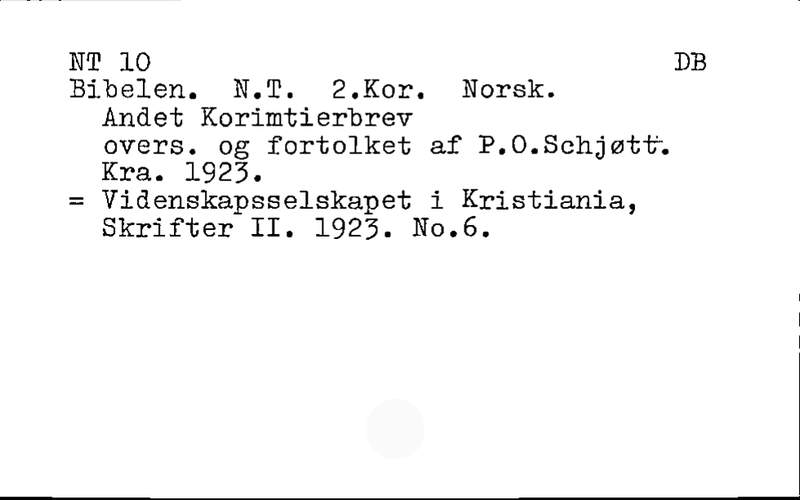 NT 10 DB
Bibelen. N.T. 2.Kor. Norsk.
Andet Korimtierbrev
overs. og fortolket af P.O.Schjøtt.
Kra. 1923.
= Videnskapsselskapet i Kristiania,
Skrifter II. 1923. No.6.